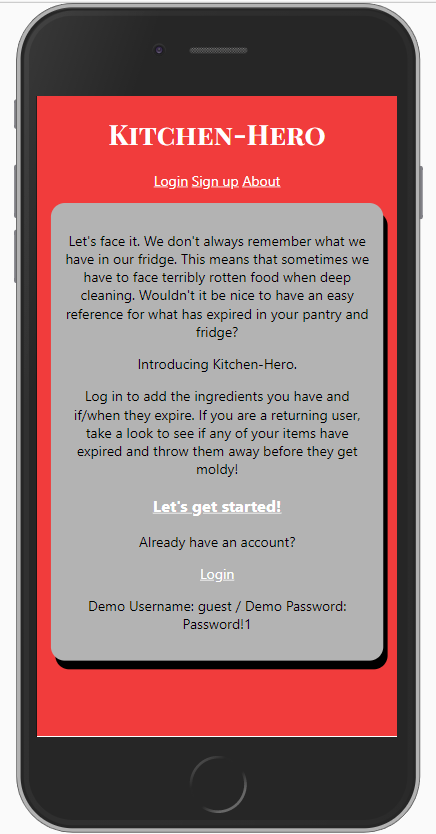 Kitchen-Hero
Login Sign up About
Let's face it. We don't always remember what we
have in our fridge. This means that sometimes we
have to face terribly rotten food when deep
cleaning. Wouldn't it be nice to have an easy
reference for what has expired in your pantry and
fridge?
Introducing Kitchen-Hero.
Log in to add the ingredients you have and
if/when they expire. If you are a returning user,
take a look to see if any of your items have
expired and throw them away before they get
moldy!
Let's get started!
Already have an account?
Login
Demo Username: guest / Demo Password:
Password!1